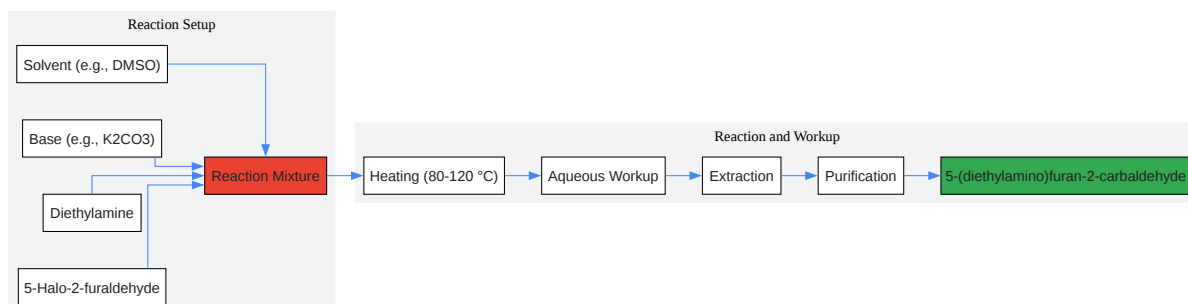 Reaction Setup
Solvent (e.g., DMSO)
Base (e.g., K2CO3)
Reaction Mixture
Diethylamine
5-Halo-2-furaldehyde
Reaction and Workup
Heating (80-120 °C)
Aqueous Workup
Extraction
Purification
5-(diethylamino)furan-2-carbaldehyde